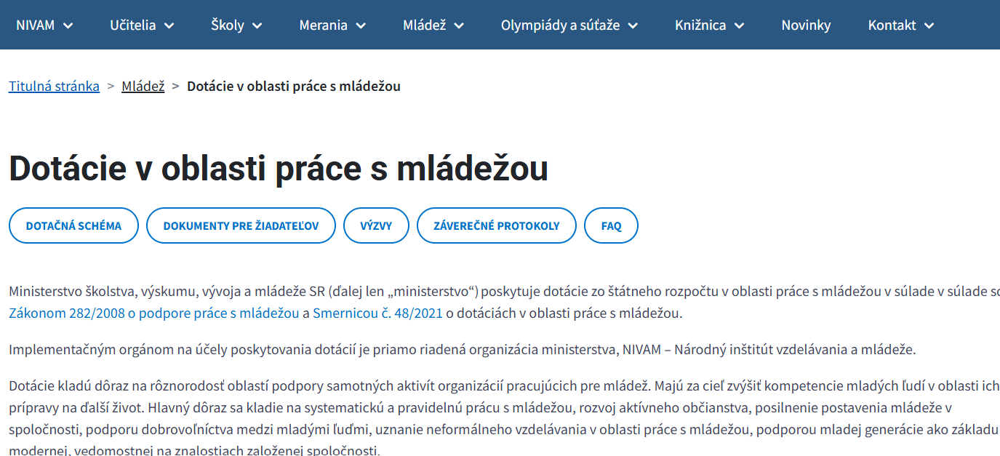 NIVAM Učitelia Školy Merania Mládež Olympiády a súťaže Knižnica Novinky Kontakt
Titulná stránka > Mládež > Dotácie v oblasti práce s mládežou
Dotácie v oblasti práce s mládežou
DOTAČNÁ SCHÉMA DOKUMENTY PRE ŽIADATEĽOV VÝZVY ZÁVEREČNÉ PROTOKOLY FAQ
Ministerstvo školstva, výskumu, vývoja a mládeže SR (ďalej len „ministerstvo“) poskytuje dotácie zo štátneho rozpočtu v oblasti práce s mládežou v súlade v súlade so
Zákonom 282/2008 o podpore práce s mládežou a Smernicou č. 48/2021 o dotáciách v oblasti práce s mládežou.
Implementačným orgánom na účely poskytovania dotácií je priamo riadená organizácia ministerstva, NIVAM – Národný inštitút vzdelávania a mládeže.
Dotácie kladú dôraz na rôznorodosť oblastí podpory samotných aktivít organizácií pracujúcich pre mládež. Majú za cieľ zvýšiť kompetencie mladých ľudí v oblasti ich
prípravy na ďalší život. Hlavný dôraz sa kladie na systematickú a pravidelnú prácu s mládežou, rozvoj aktívneho občianstva, posilnenie postavenia mládeže v
spoločnosti, podporu dobrovoľníctva medzi mladými ľuďmi, uznanie neformálneho vzdelávania v oblasti práce s mládežou, podporou mladej generácie ako základu
modernej, vedomostnej na znalostiach založenej spoločnosti.